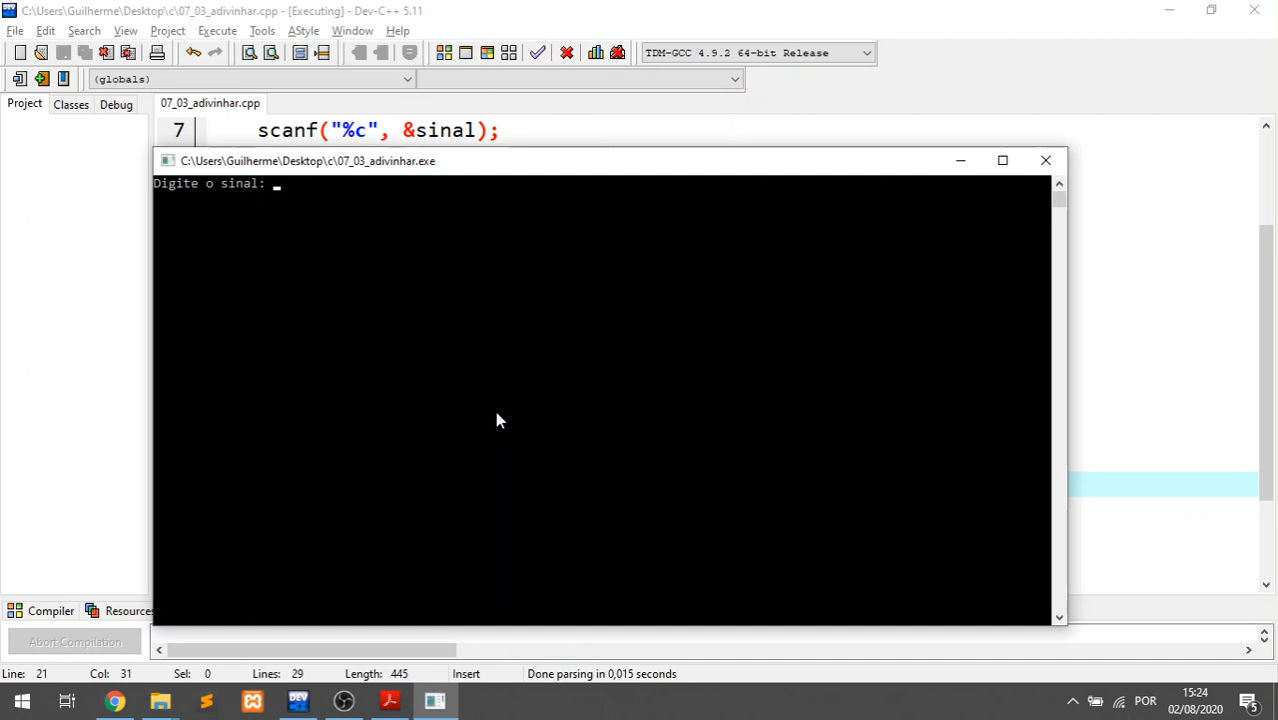 C:\Users\Guilherme\Desktop\c\07_03_adivinhar.cpp - [Executing] - Dev-C++ 5.11
File Edit Search View Project Execute Tools AStyle Window Help
TDM-GCC 4.9.2 64-bit Release
(globals)
Project Classes Debug 07_03_adivinhar.cpp
7 scanf("%c", &sinal);
C:\Users\Guilherme\Desktop\c\07_03_adivinhar.exe
Digite o sinal:
Compiler Resources
Abort Compilation
Line: 21 Col: 31 Sel: 0 Lines: 29 Length: 445 Insert Done parsing in 0,015 seconds
DEV POR 15:24
02/08/2020 5